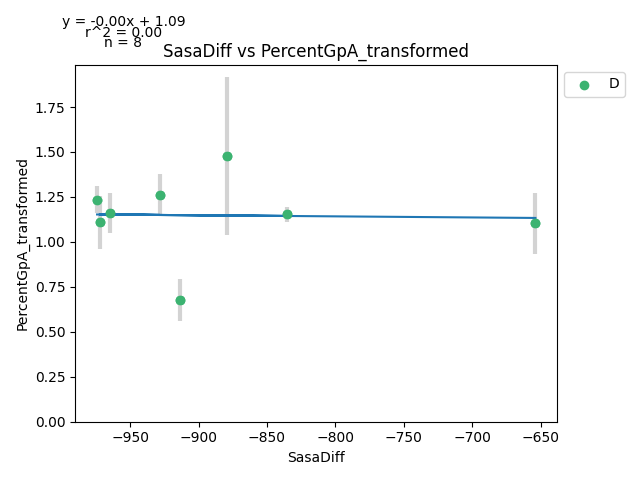 y = -0.00x + 1.09
r^2 = 0.00
n = 8
SasaDiff vs PercentGpA_transformed
D
PercentGpA_transformed
1.75
1.50
1.25
1.00
0.75
0.50
0.25
0.00
−950
−900
−850
−800
−750
−700
−650
SasaDiff